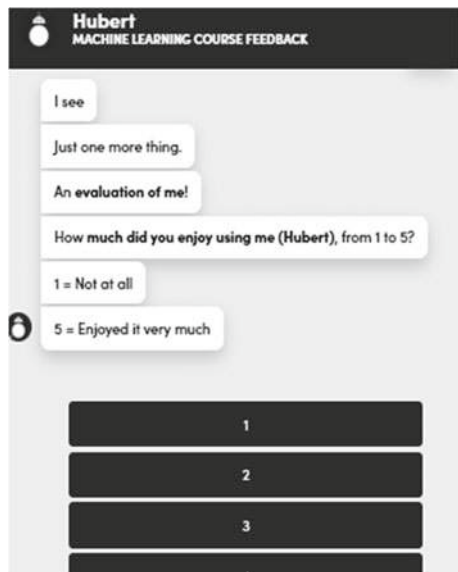 Hubert
MACHINE LEARNING COURSE FEEDBACK
I see
Just one more thing.
An evaluation of me!
How much did you enjoy using me (Hubert), from 1 to 5?
1 = Not at all
5 = Enjoyed it very much
1
2
3